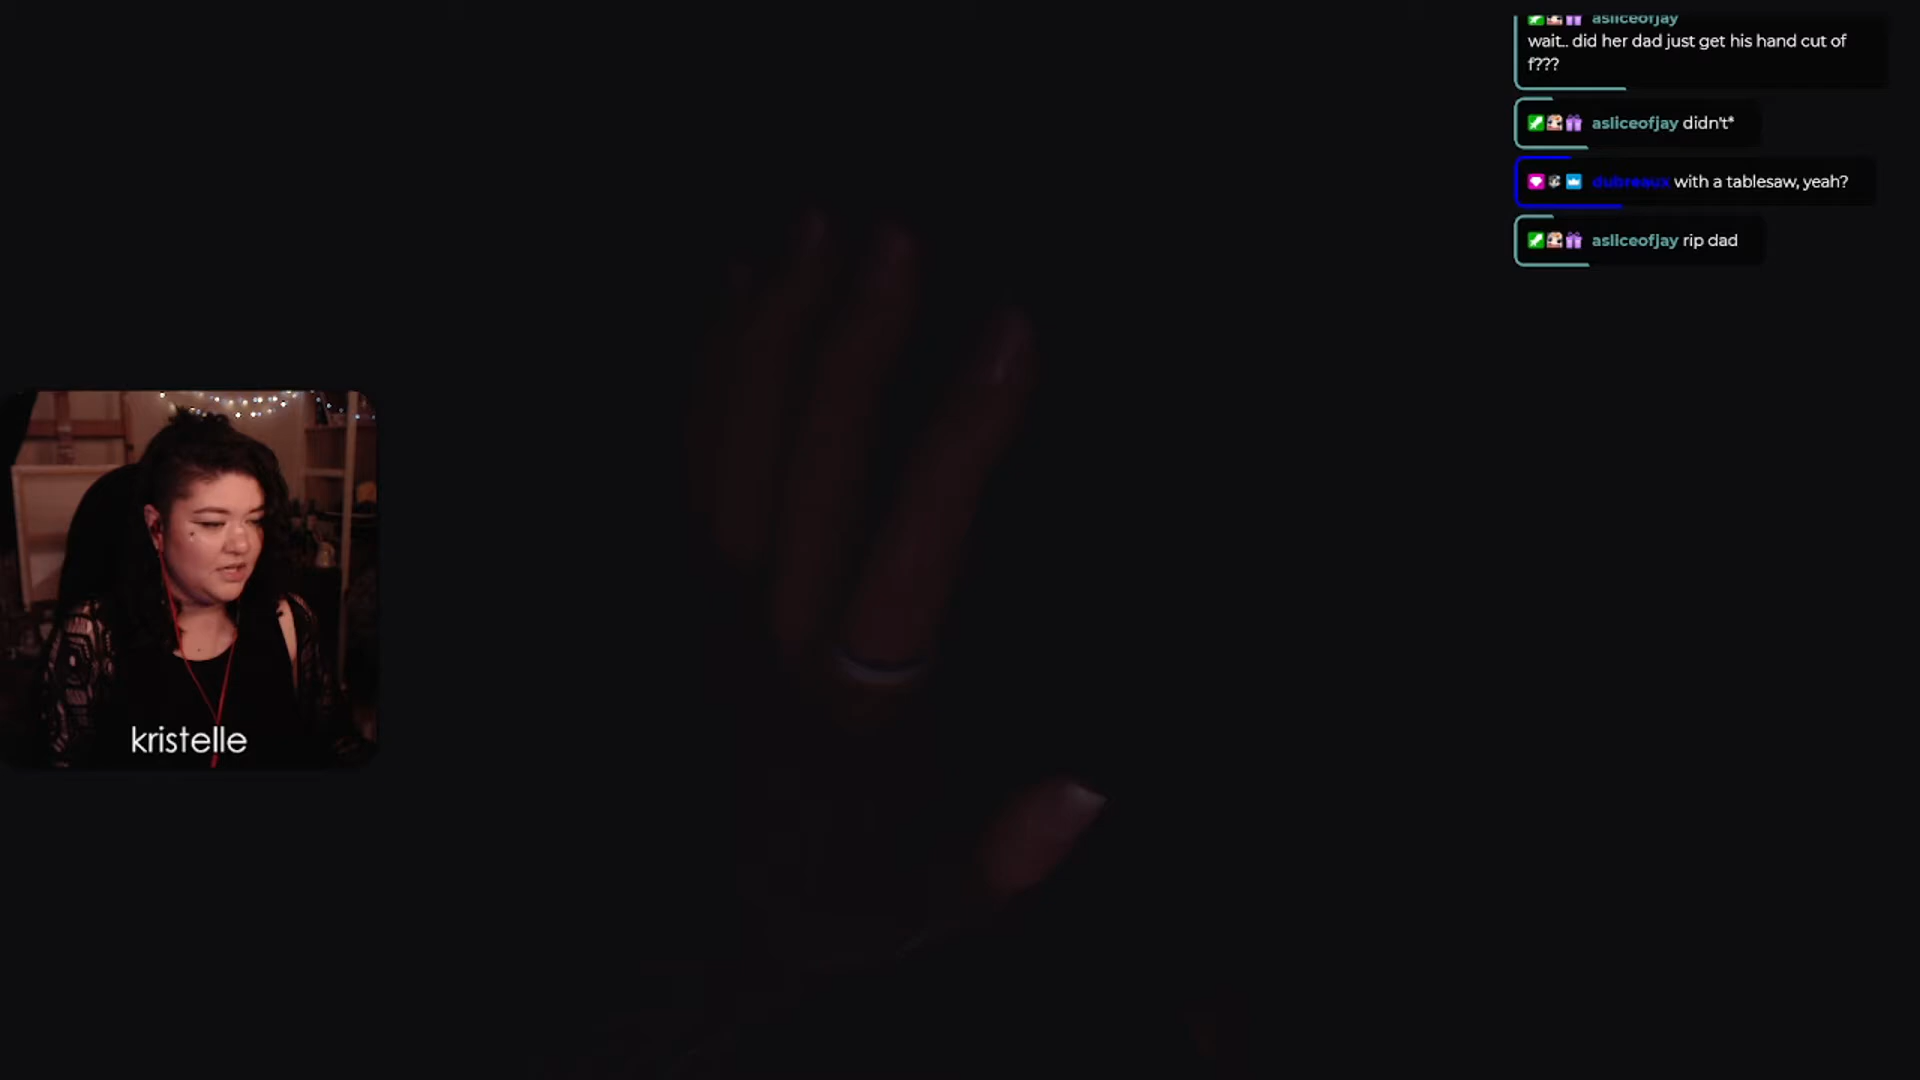 asliceofjay
wait.. did her dad just get his hand cut of
f???
asliceofjay didn't*
dubreaux with a tablesaw, yeah?
asliceofjay rip dad
kristelle